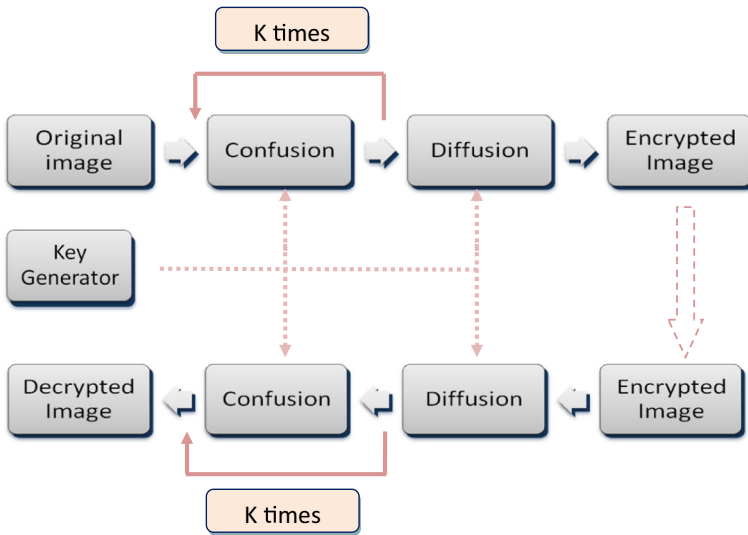 K times
Original
image
Confusion
Diffusion
Encrypted
Image
Key
Generator
Decrypted
Image
Confusion
Diffusion
Encrypted
Image
K times